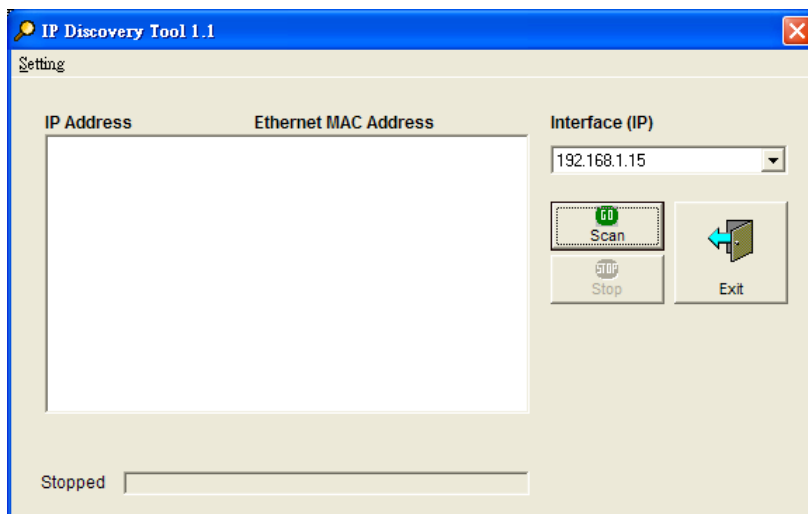 IP Discovery Tool 1.1
Setting
IP Address Ethernet MAC Address Interface (IP)
192.168.1.15
GO
Scan
STOP
Stop
Exit
Stopped